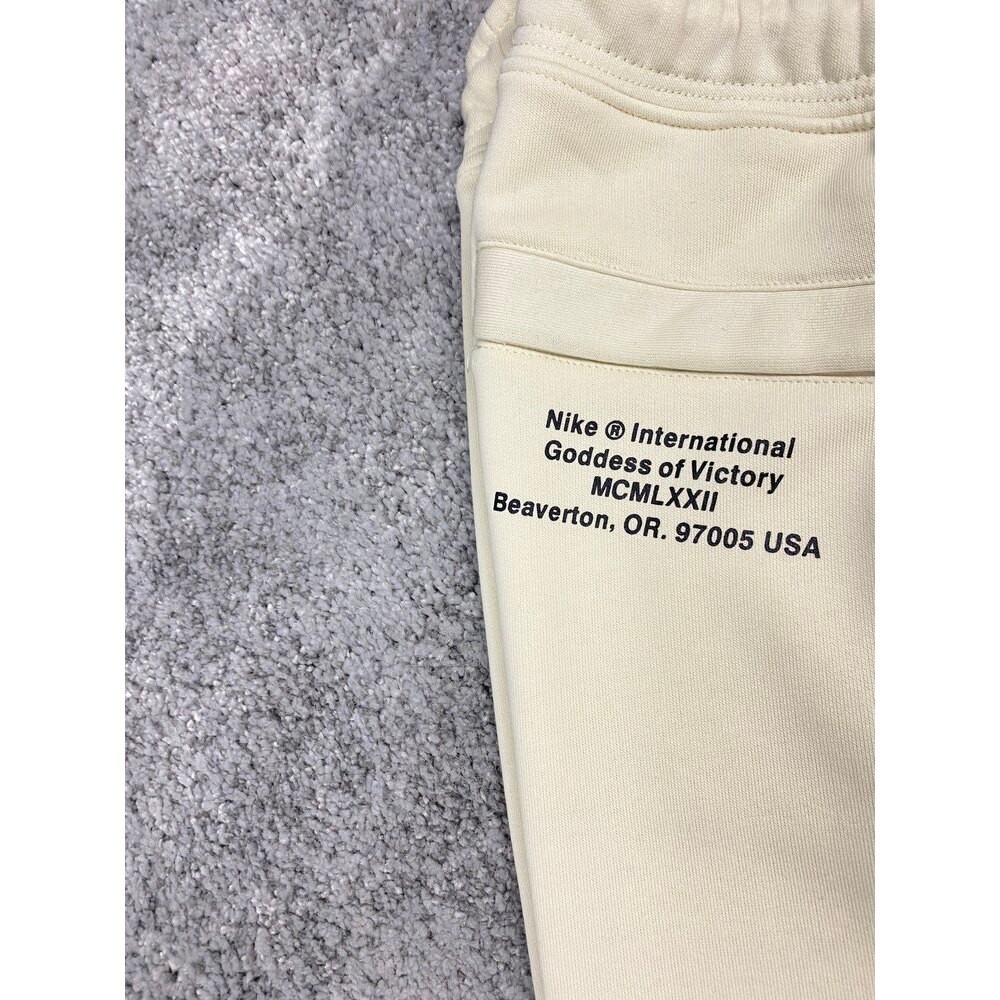 Nike ® International
Goddess of Victory
MCMLXXII
Beaverton, OR. 97005 USA